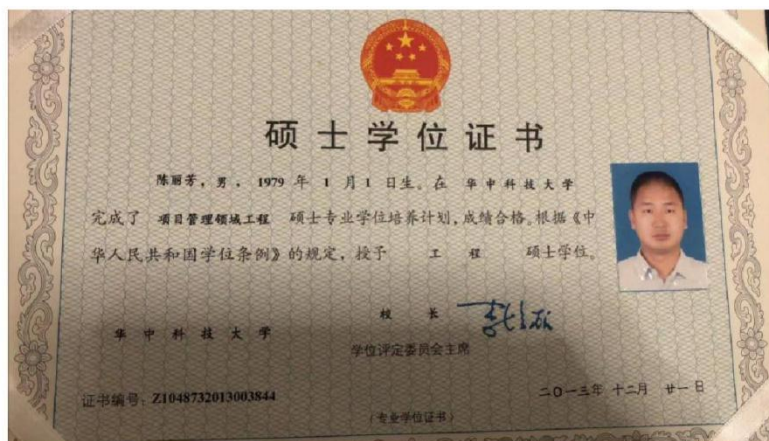 硕士学位证书
陈丽芳，男，1979 年 1 月 1 日生。在 华中科技大学
完成了 项目管理领域工程 硕士专业学位培养计划，成绩合格。根据《中
华人民共和国学位条例》的规定，授予 工 程 硕士学位。
校 长
华 中 科 技 大 学
学位评定委员会主席
证书编号：Z1048732013003844
二〇一三年 十二月 廿一日
（专业学位证书）